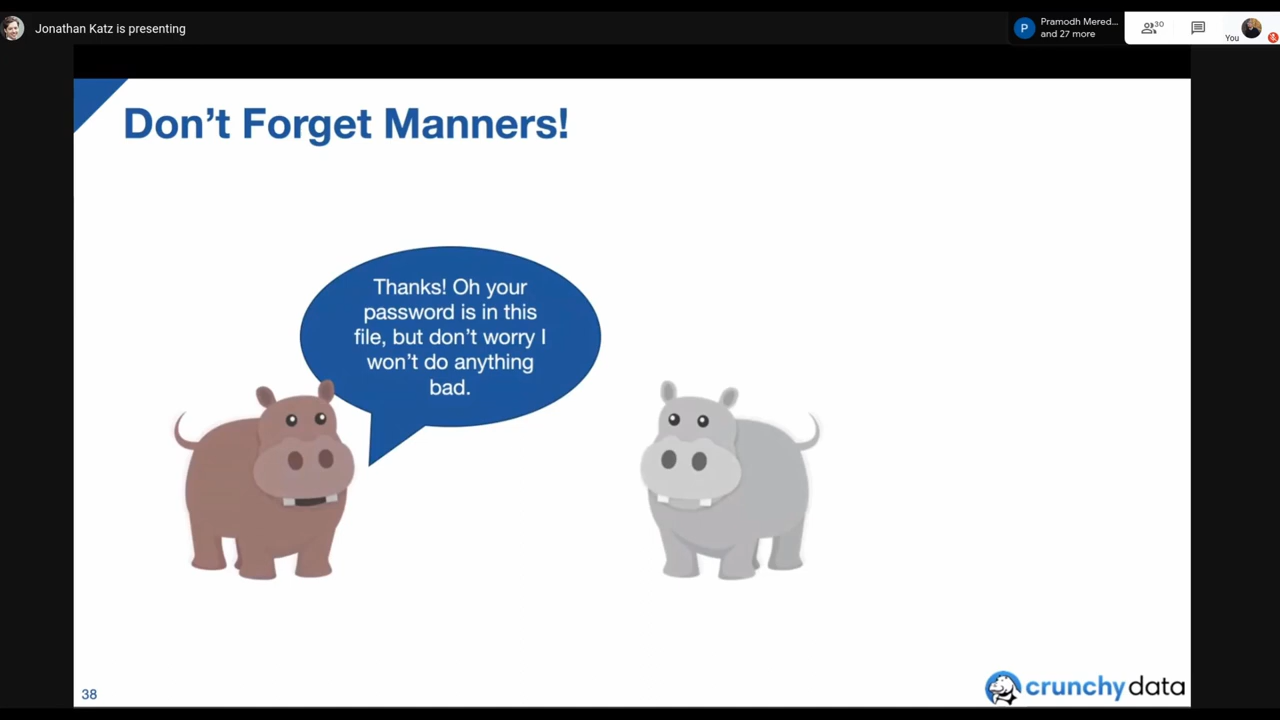 Jonathan Katz is presenting
Pramodh Mered...
and 27 more
P
30
You
Don't Forget Manners!
Thanks! Oh your
password is in this
file, but don't worry I
won't do anything
bad.
38
crunchy data